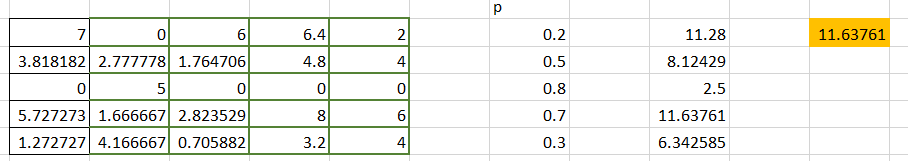 p
7 0 6 6.4 2 0.2 11.28 11.63761
3.818182 2.777778 1.764706 4.8 4 0.5 8.12429
0 5 0 0 0 0.8 2.5
5.727273 1.666667 2.823529 8 6 0.7 11.63761
1.272727 4.166667 0.705882 3.2 4 0.3 6.342585